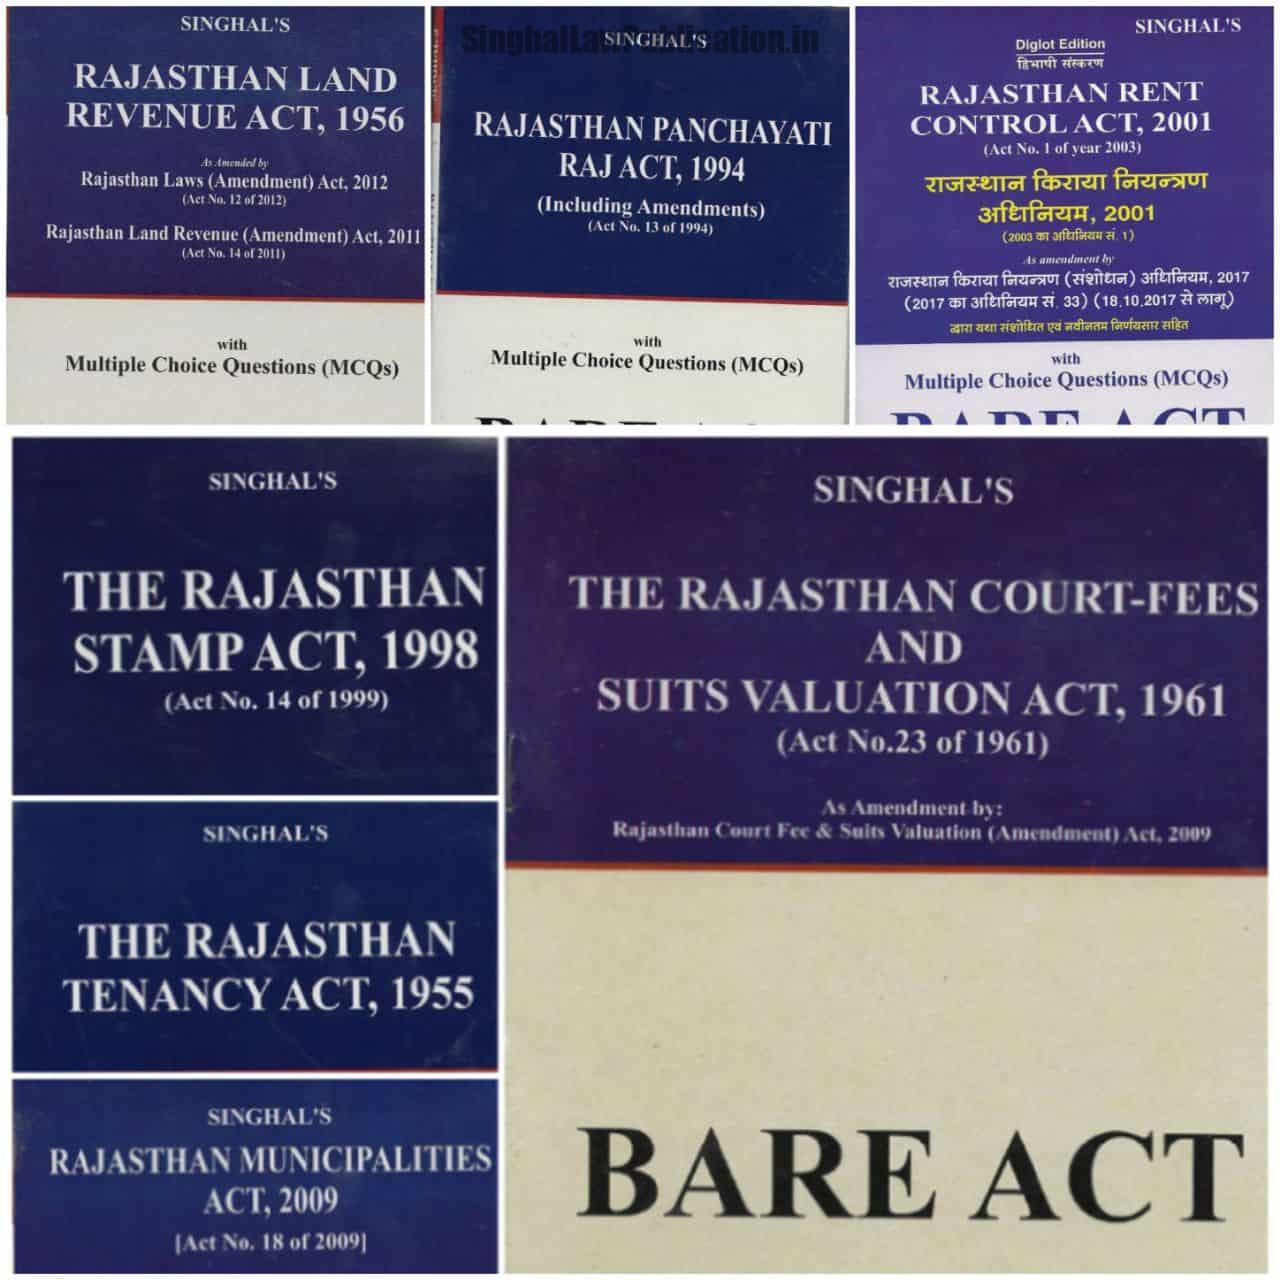 SINGHAL'S
RAJASTHAN LAND
REVENUE ACT, 1956
As Amended by
Rajasthan Laws (Amendment) Act, 2012
(Act No. 12 of 2012)
Rajasthan Land Revenue (Amendment) Act, 2011
(Act No. 14 of 2011)
with
Multiple Choice Questions (MCQs)
SinghalLawPublication.in
SINGHAL'S
RAJASTHAN PANCHAYATI
RAJ ACT, 1994
(Including Amendments)
(Act No. 13 of 1994)
with
Multiple Choice Questions (MCQs)
BARE ACT
SINGHAL'S
Diglot Edition
द्विभाषी संस्करण
RAJASTHAN RENT
CONTROL ACT, 2001
(Act No. 1 of year 2003)
राजस्थान किराया नियन्त्रण
अधिनियम, 2001
(2003 का अधिनियम सं. 1)
As amendment by
राजस्थान किराया नियन्त्रण (संशोधन) अधिनियम, 2017
(2017 का अधिनियम सं. 33) (18.10.2017 से लागू)
द्वारा यथा संशोधित एवं नवीनतम निर्णयसार सहित
with
Multiple Choice Questions (MCQs)
BARE ACT
SINGHAL'S
THE RAJASTHAN
STAMP ACT, 1998
(Act No. 14 of 1999)
SINGHAL'S
THE RAJASTHAN
TENANCY ACT, 1955
SINGHAL'S
RAJASTHAN MUNICIPALITIES
ACT, 2009
[Act No. 18 of 2009]
SINGHAL'S
THE RAJASTHAN COURT-FEES
AND
SUITS VALUATION ACT, 1961
(Act No.23 of 1961)
As Amendment by:
Rajasthan Court Fee & Suits Valuation (Amendment) Act, 2009
BARE ACT